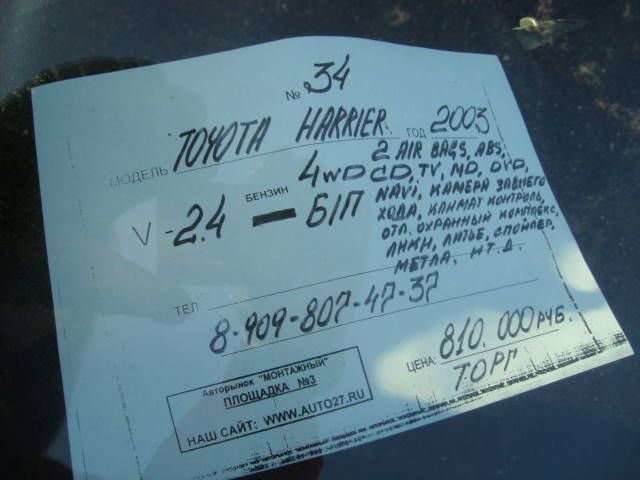 № 34
МОДЕЛЬ TOYOTA HARRIER ГОД 2003
V - 2.4 БЕНЗИН — 4WD Б/П
2 AIR BAGS, ABS,
CD, TV, MD, DVD,
NAVI, КАМЕРА ЗАДНЕГО
ХОДА, КЛИМАТ КОНТРОЛЬ,
ОТЛ. ОХРАННЫЙ КОМПЛЕКС,
ЛИКН, ЛИТЬЕ, СПОЙЛЕР,
МЕТЛА, И.Т.Д.
ТЕЛ 8-909-807-47-37
ЦЕНА: 810.000 РУБ.
ТОРГ
Авторынок "МОНТАЖНЫЙ"
ПЛОЩАДКА №3
НАШ САЙТ: WWW.AUTO27.RU